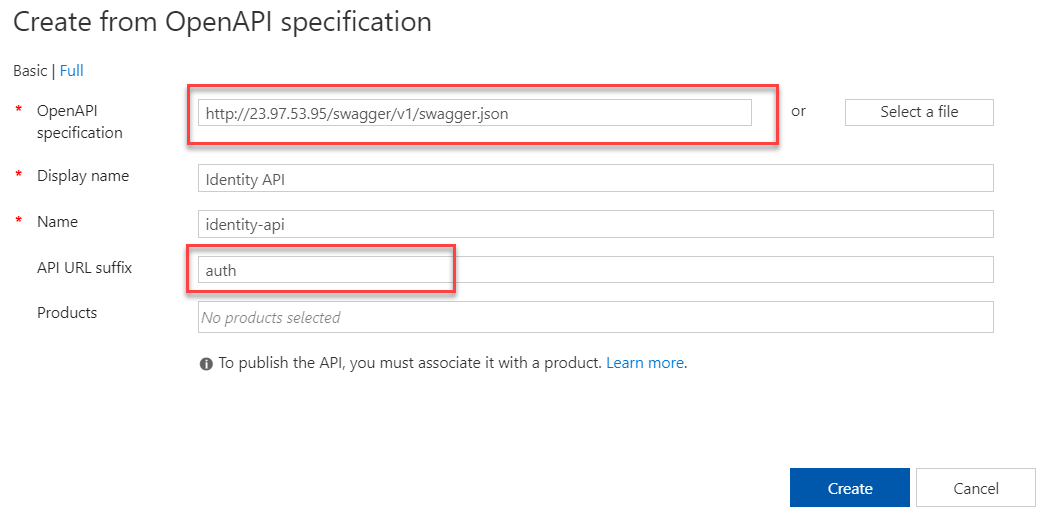 Create from OpenAPI specification
Basic | Full
* OpenAPI specification
http://23.97.53.95/swagger/v1/swagger.json
or
Select a file
* Display name
Identity API
* Name
identity-api
API URL suffix
auth
Products
No products selected
To publish the API, you must associate it with a product. Learn more.
Create
Cancel